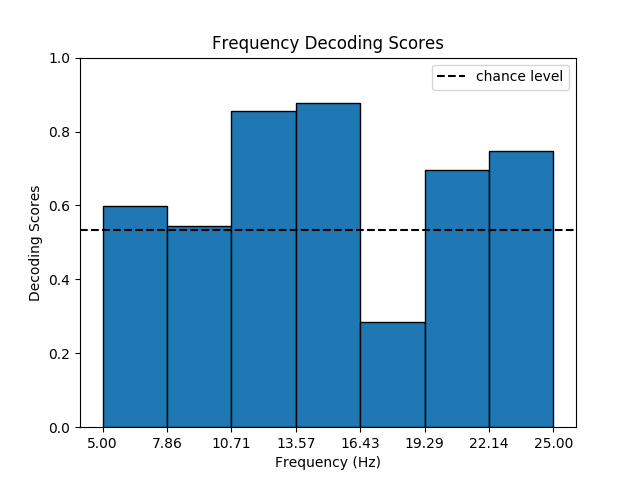 Frequency Decoding Scores
chance level
1.0
0.8
0.6
0.4
0.2
0.0
Decoding Scores
5.00 7.86 10.71 13.57 16.43 19.29 22.14 25.00
Frequency (Hz)